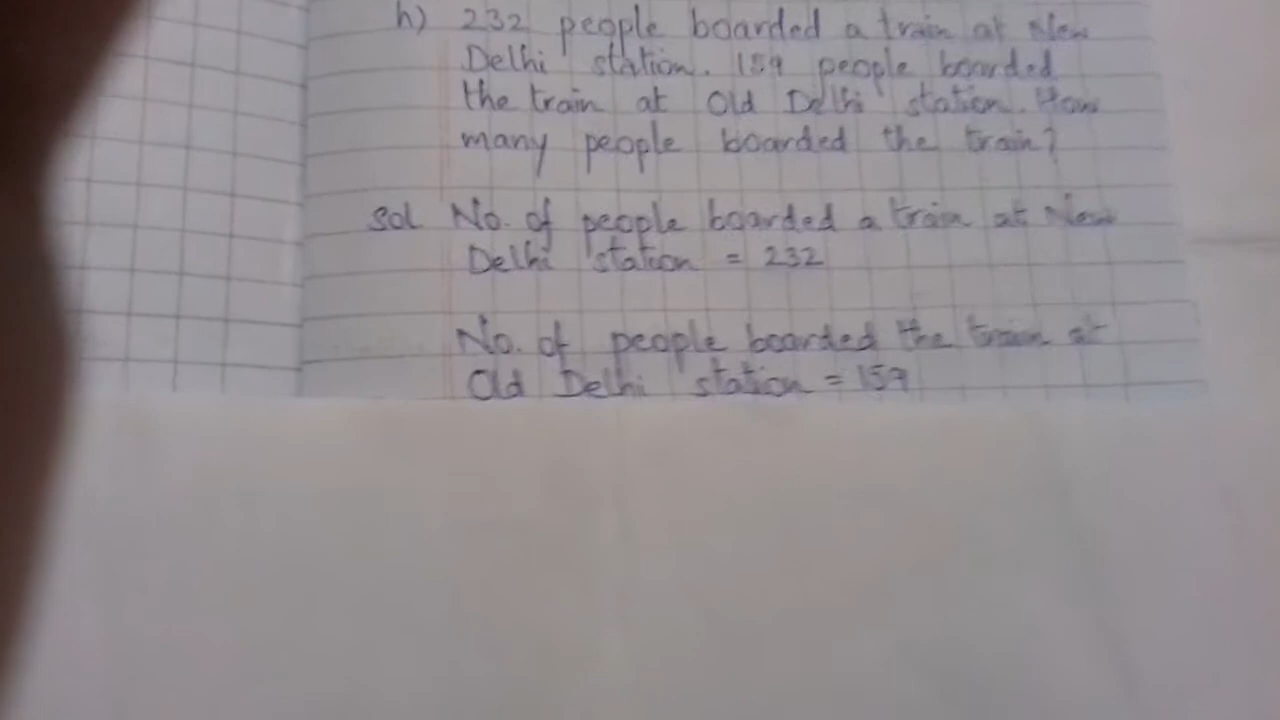 h) 232 people boarded a train at New
Delhi station. 159 people boarded
the train at Old Delhi station. How
many people boarded the train?
Sol No. of people boarded a train at New
Delhi station = 232
No. of people boarded the train at
Old Delhi station = 159